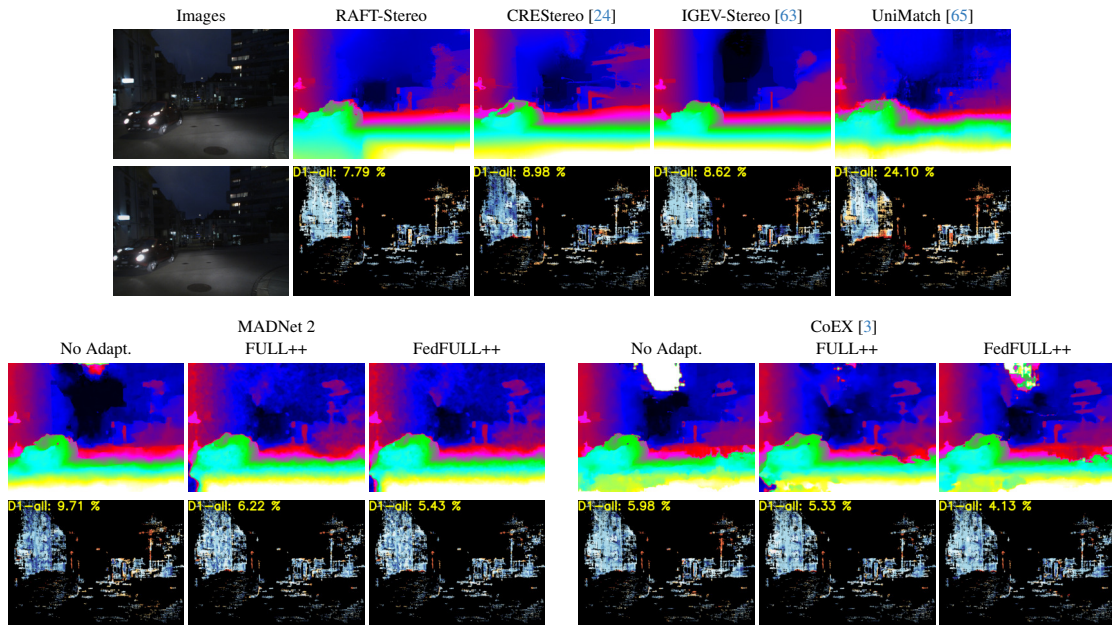 Images RAFT-Stereo CREStereo [24] IGEV-Stereo [63] UniMatch [65]
D1-all: 7.79 % D1-all: 8.98 % D1-all: 8.62 % D1-all: 24.10 %
MADNet 2 CoEX [3]
No Adapt. FULL++ FedFULL++ No Adapt. FULL++ FedFULL++
D1-all: 9.71 % D1-all: 6.22 % D1-all: 5.43 % D1-all: 5.98 % D1-all: 5.33 % D1-all: 4.13 %